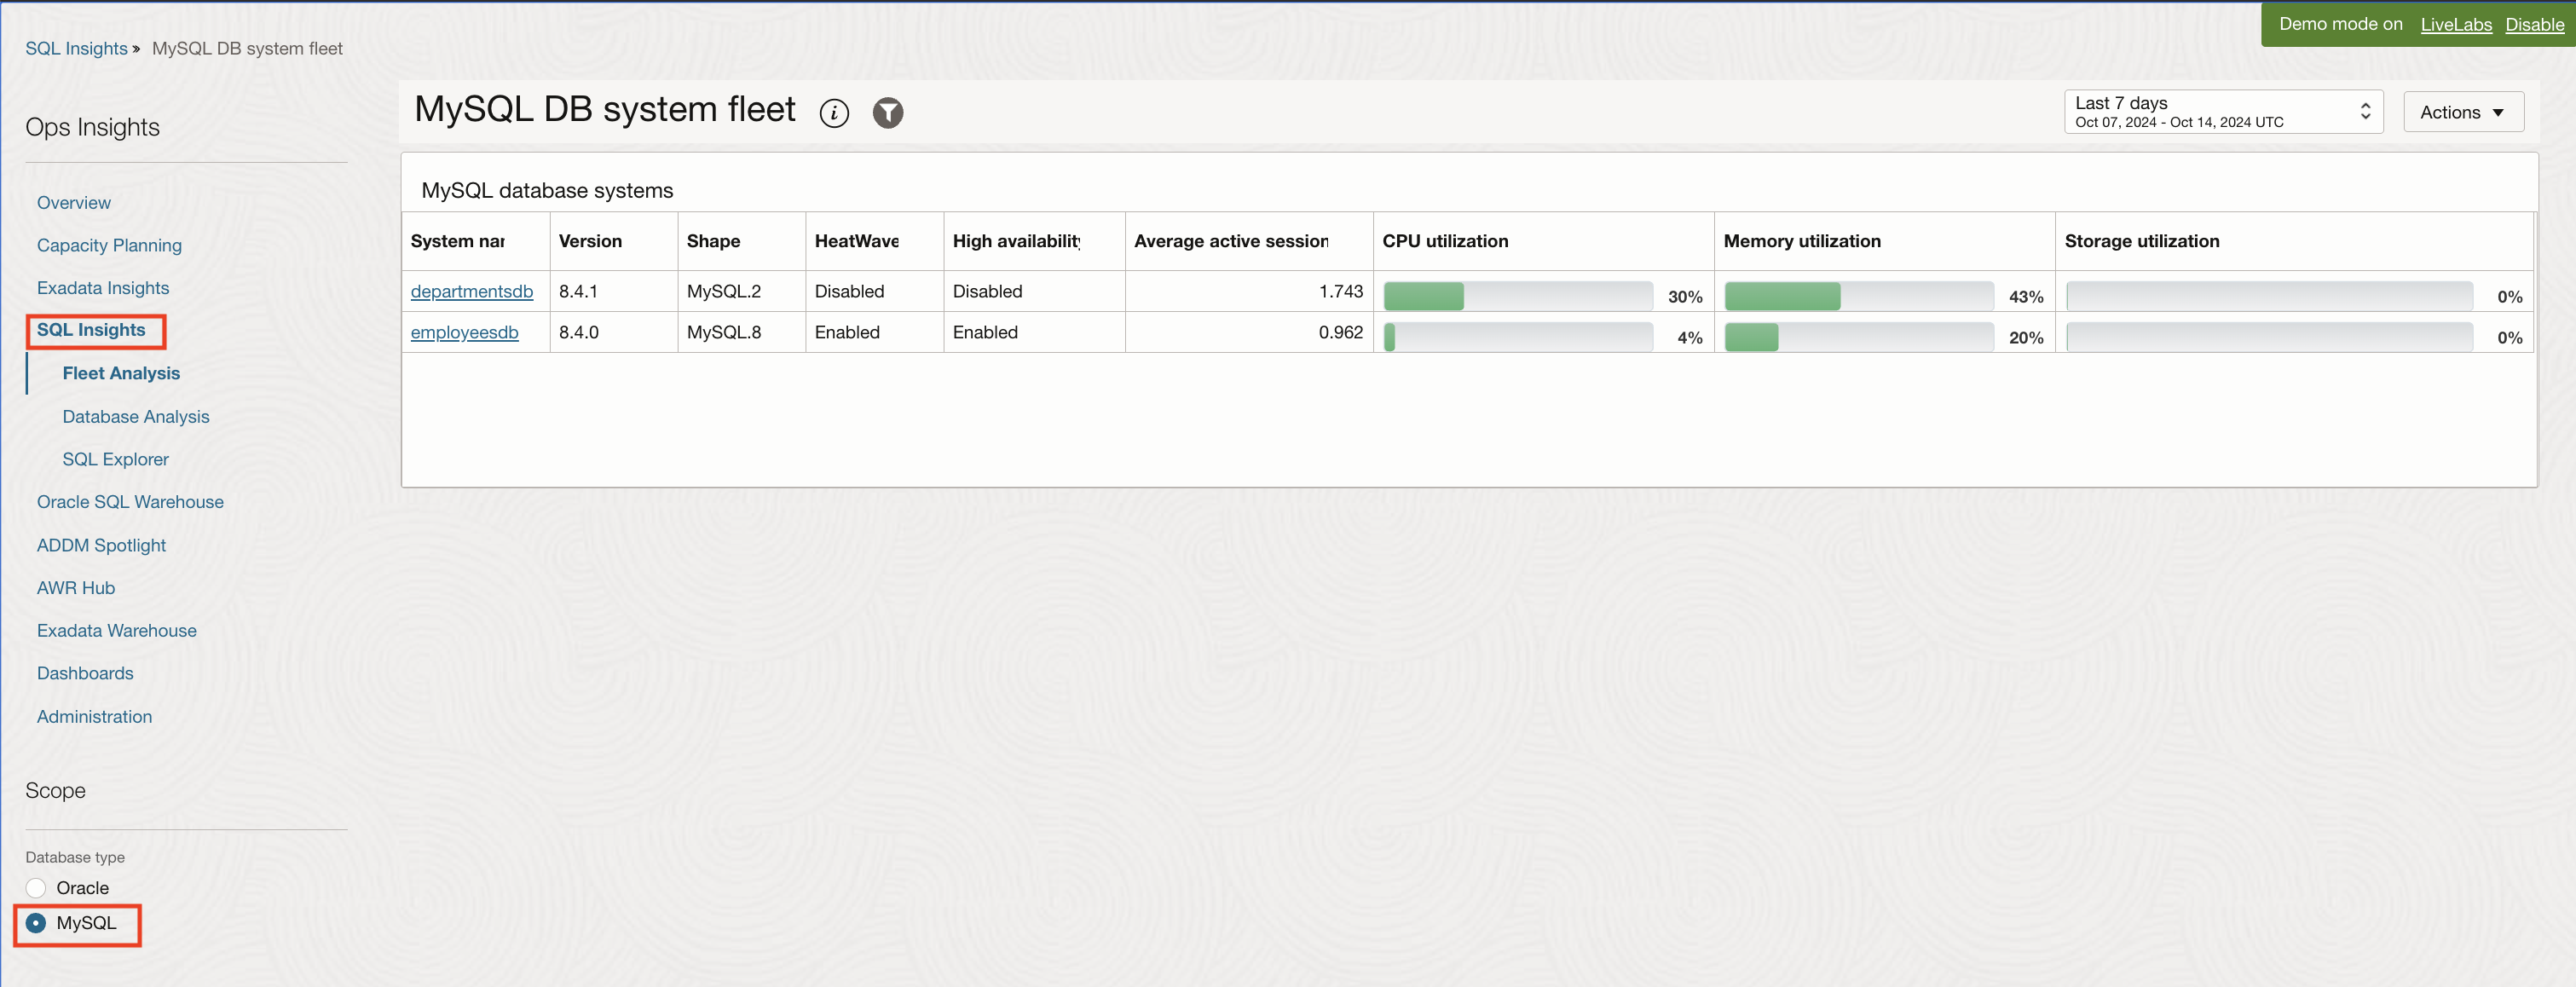 Demo mode on LiveLabs Disable
SQL Insights » MySQL DB system fleet
Ops Insights
Overview
Capacity Planning
Exadata Insights
SQL Insights
Fleet Analysis
Database Analysis
SQL Explorer
Oracle SQL Warehouse
ADDM Spotlight
AWR Hub
Exadata Warehouse
Dashboards
Administration
Scope
Database type
Oracle
MySQL
MySQL DB system fleet i
Last 7 days
Oct 07, 2024 - Oct 14, 2024 UTC
Actions
MySQL database systems
System nar Version Shape HeatWave High availability Average active session CPU utilization Memory utilization Storage utilization
departmentsdb 8.4.1 MySQL.2 Disabled Disabled 1.743 30% 43% 0%
employeesdb 8.4.0 MySQL.8 Enabled Enabled 0.962 4% 20% 0%